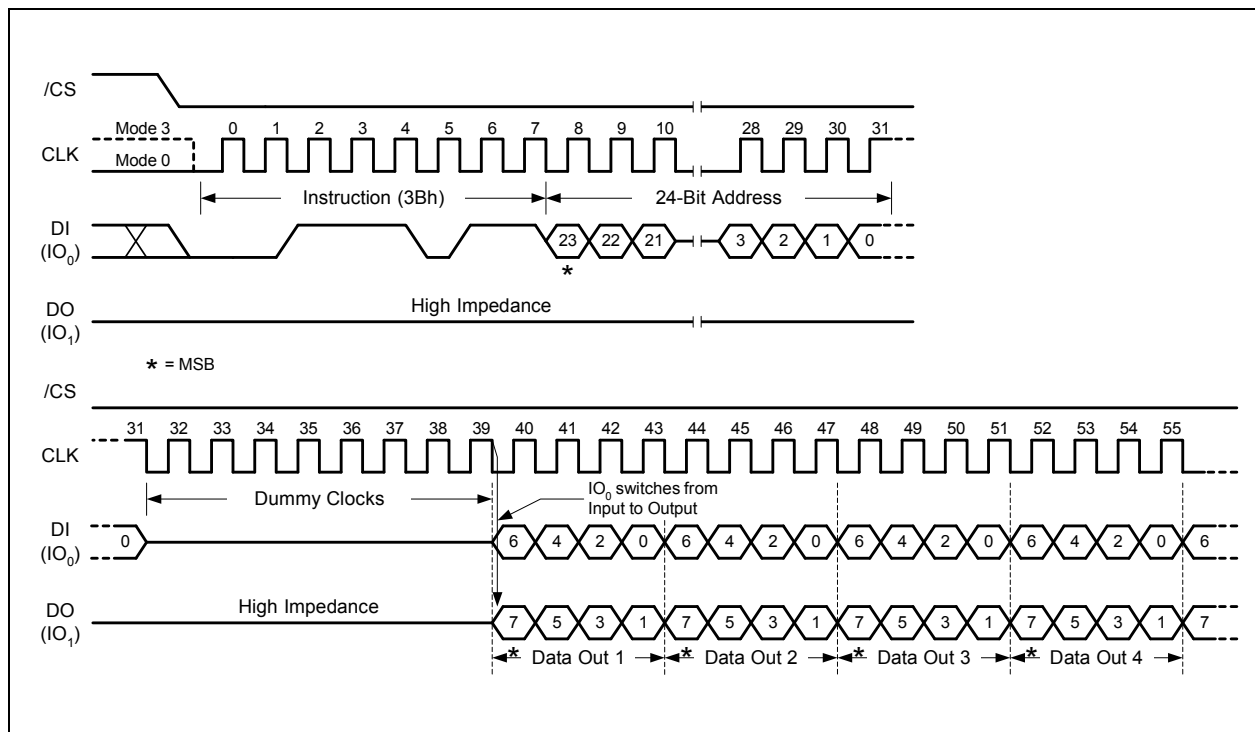 /CS
Mode 3 0 1 2 3 4 5 6 7 8 9 10 28 29 30 31
CLK
Mode 0
Instruction (3Bh) 24-Bit Address
DI
(IO0) 23 22 21 3 2 1 0
*
High Impedance
DO
(IO1)
* = MSB
/CS
31 32 33 34 35 36 37 38 39 40 41 42 43 44 45 46 47 48 49 50 51 52 53 54 55
CLK
Dummy Clocks
IO0 switches from
Input to Output
DI
(IO0) 0 6 4 2 0 6 4 2 0 6 4 2 0 6 4 2 0 6
High Impedance
DO
(IO1) 7 5 3 1 7 5 3 1 7 5 3 1 7 5 3 1 7
* Data Out 1 * Data Out 2 * Data Out 3 * Data Out 4